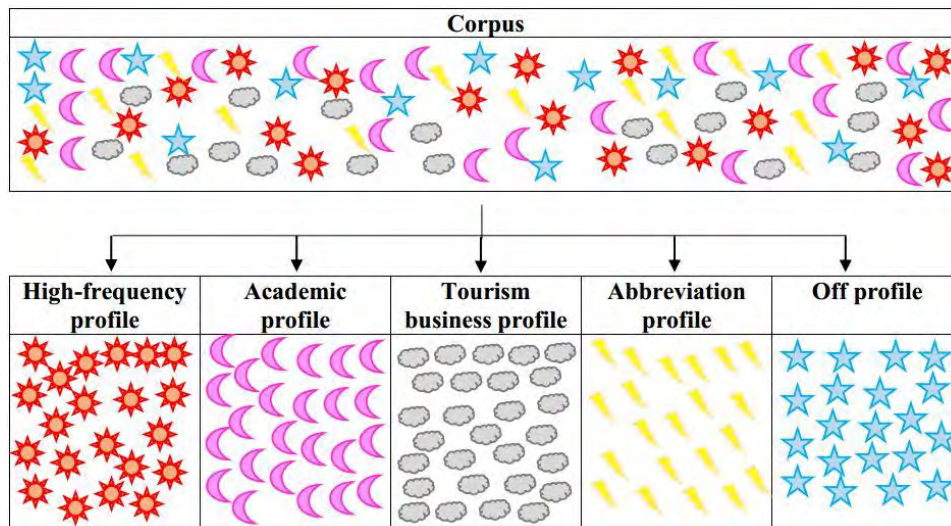 Corpus
High-frequency
profile
Academic
profile
Tourism
business profile
Abbreviation
profile
Off profile